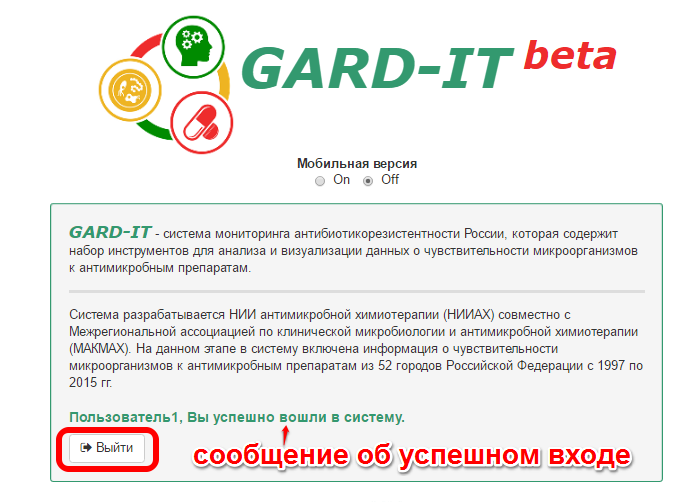 GARD-IT beta
Мобильная версия
On Off
GARD-IT - система мониторинга антибиотикорезистентности России, которая содержит
набор инструментов для анализа и визуализации данных о чувствительности микроорганизмов
к антимикробным препаратам.
Система разрабатывается НИИ антимикробной химиотерапии (НИИАХ) совместно с
Межрегиональной ассоциацией по клинической микробиологии и антимикробной химиотерапии
(МАКМАХ). На данном этапе в систему включена информация о чувствительности
микроорганизмов к антимикробным препаратам из 52 городов Российской Федерации с 1997 по
2015 гг.
Пользователь1, Вы успешно вошли в систему.
Выйти
сообщение об успешном входе